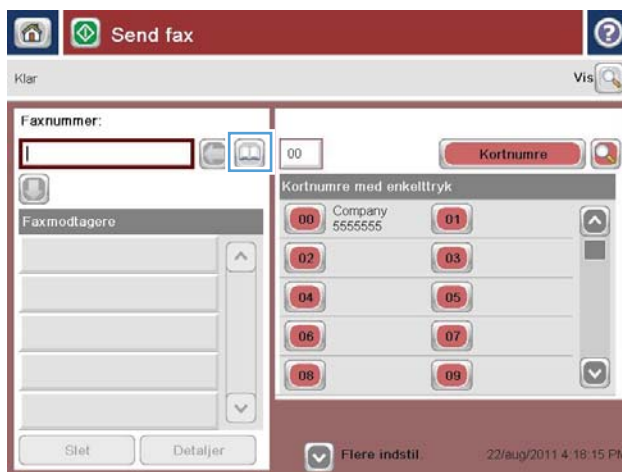 Send fax
?
Klar
Vis
Faxnummer:
00
Kortnumre
Kortnumre med enkelttryk
Faxmodtagere
00 Company 01
5555555
02 03
04 05
06 07
08 09
Slet Detaljer
Flere indstil. 22/aug/2011 4:18:15 PM